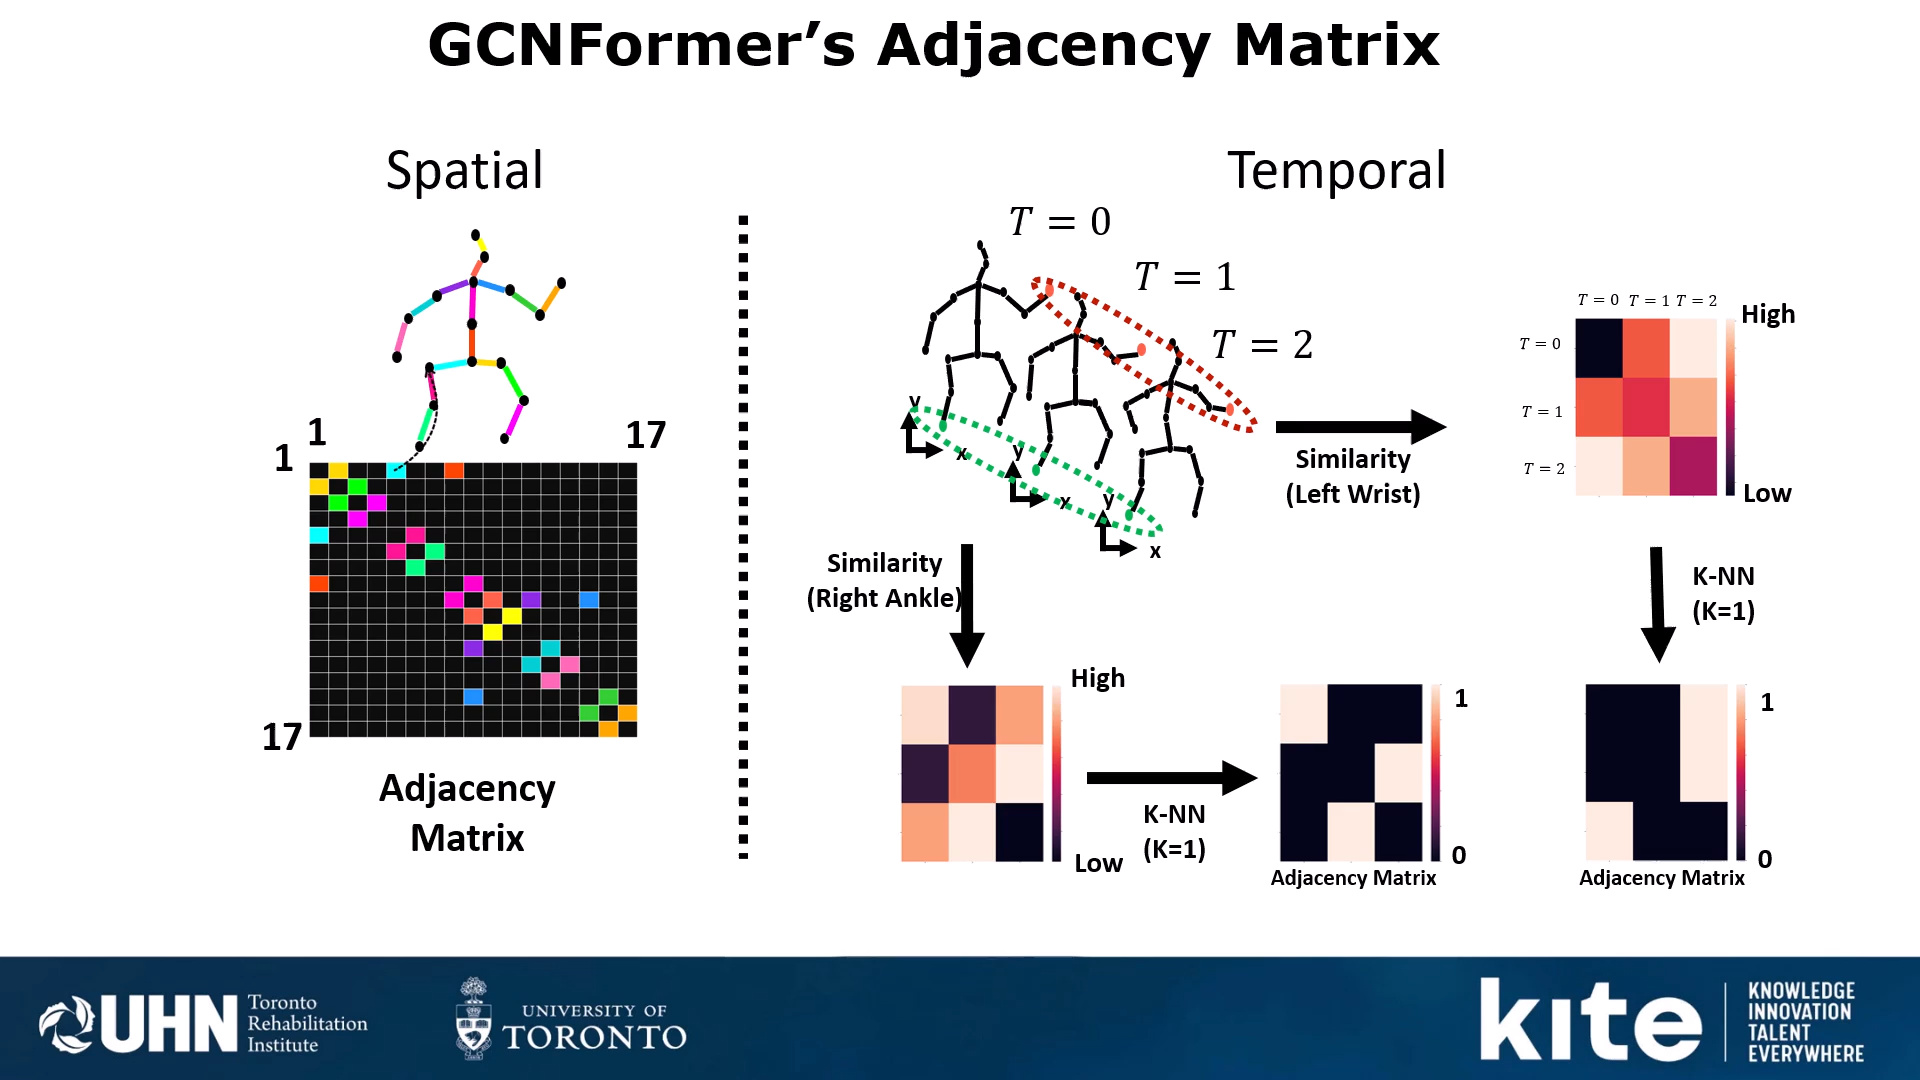 GCNFormer’s Adjacency Matrix
Spatial
Temporal
T = 0
T = 1
T = 2
y
x
y
x
y
x
1
1
17
17
Adjacency
Matrix
Similarity
(Left Wrist)
T = 0 T = 1 T = 2
T = 0
T = 1
T = 2
High
Low
Similarity
(Right Ankle)
K-NN
(K=1)
High
Low
K-NN
(K=1)
1
0
Adjacency Matrix
1
0
Adjacency Matrix
UHN
Toronto
Rehabilitation
Institute
UNIVERSITY OF
TORONTO
kite
KNOWLEDGE
INNOVATION
TALENT
EVERYWHERE